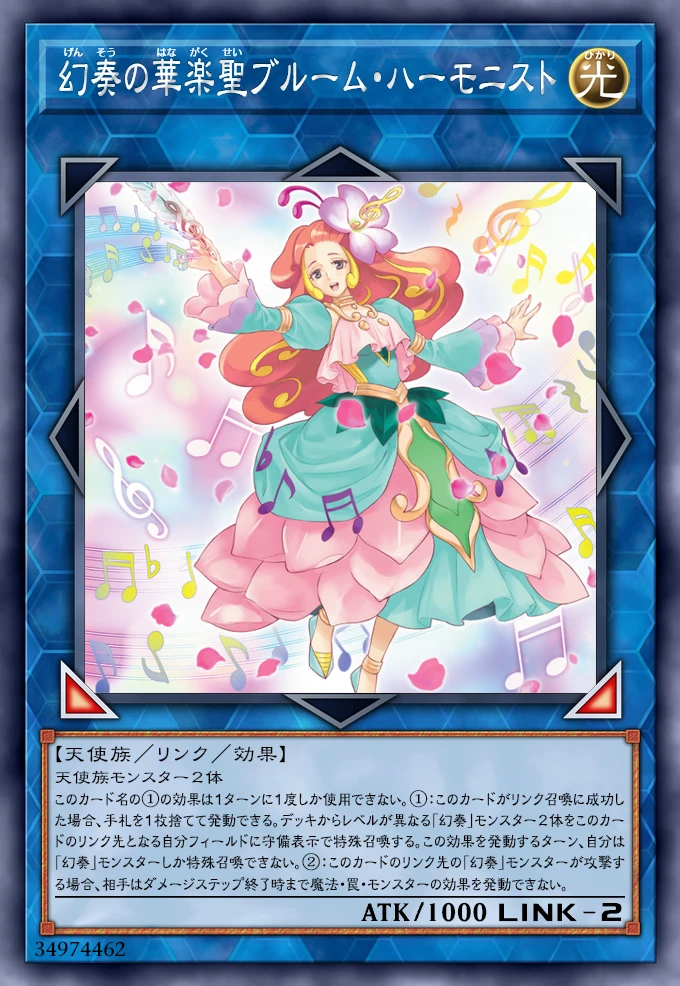 げんそう はながくせい
幻奏の華楽聖ブルーム・ハーモニスト
ひかり
光
【天使族／リンク／効果】
天使族モンスター2体
このカード名の①の効果は1ターンに1度しか使用できない。①：このカードがリンク召喚に成功し
た場合、手札を1枚捨てて発動できる。デッキからレベルが異なる「幻奏」モンスター2体をこのカー
ドのリンク先となる自分フィールドに守備表示で特殊召喚する。この効果を発動するターン、自分は
「幻奏」モンスターしか特殊召喚できない。②：このカードのリンク先の「幻奏」モンスターが攻撃す
る場合、相手はダメージステップ終了時まで魔法・罠・モンスターの効果を発動できない。
ATK/1000 LINK-2
34974462